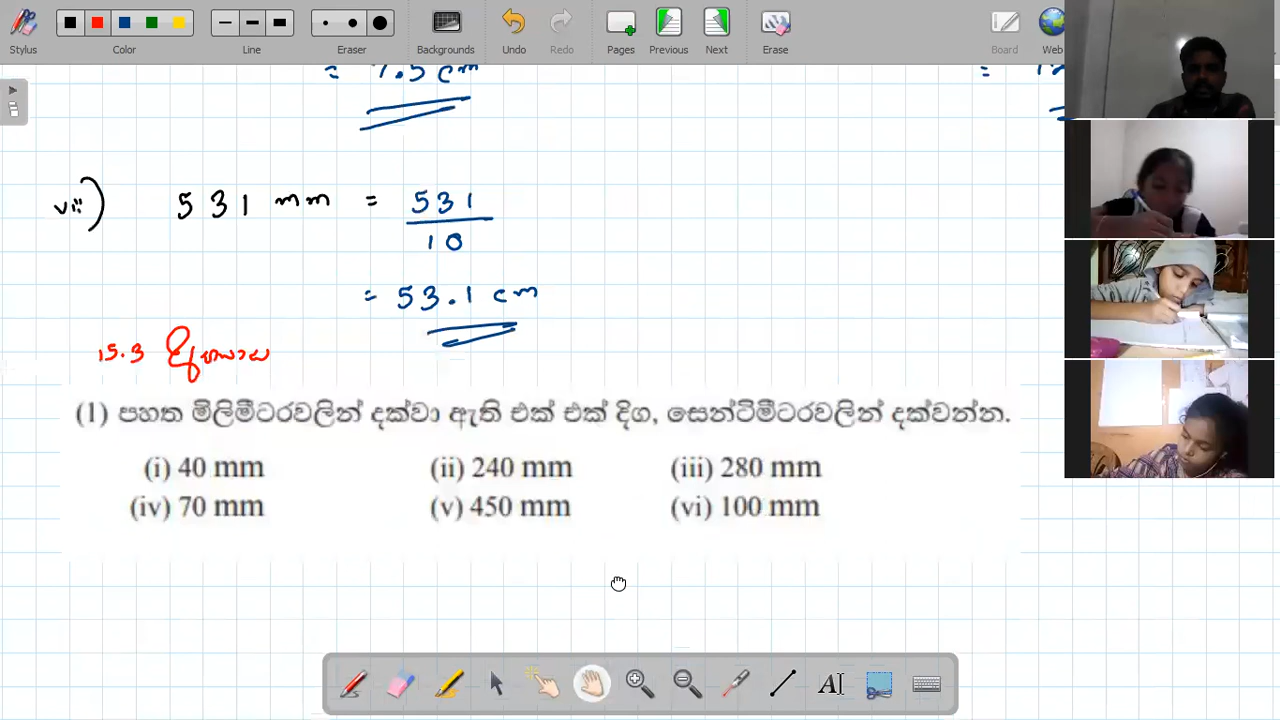 Stylus Color Line Eraser Backgrounds Undo Redo Pages Previous Next Erase Board Web
= 7.5 cm
=
viii) 531 mm = 531
10
= 53.1 cm
15.3 අභ්‍යාසය
(1) පහත මිලිමීටරවලින් දක්වා ඇති එක් එක් දිග, සෙන්ටිමීටරවලින් දක්වන්න.
(i) 40 mm (ii) 240 mm (iii) 280 mm
(iv) 70 mm (v) 450 mm (vi) 100 mm